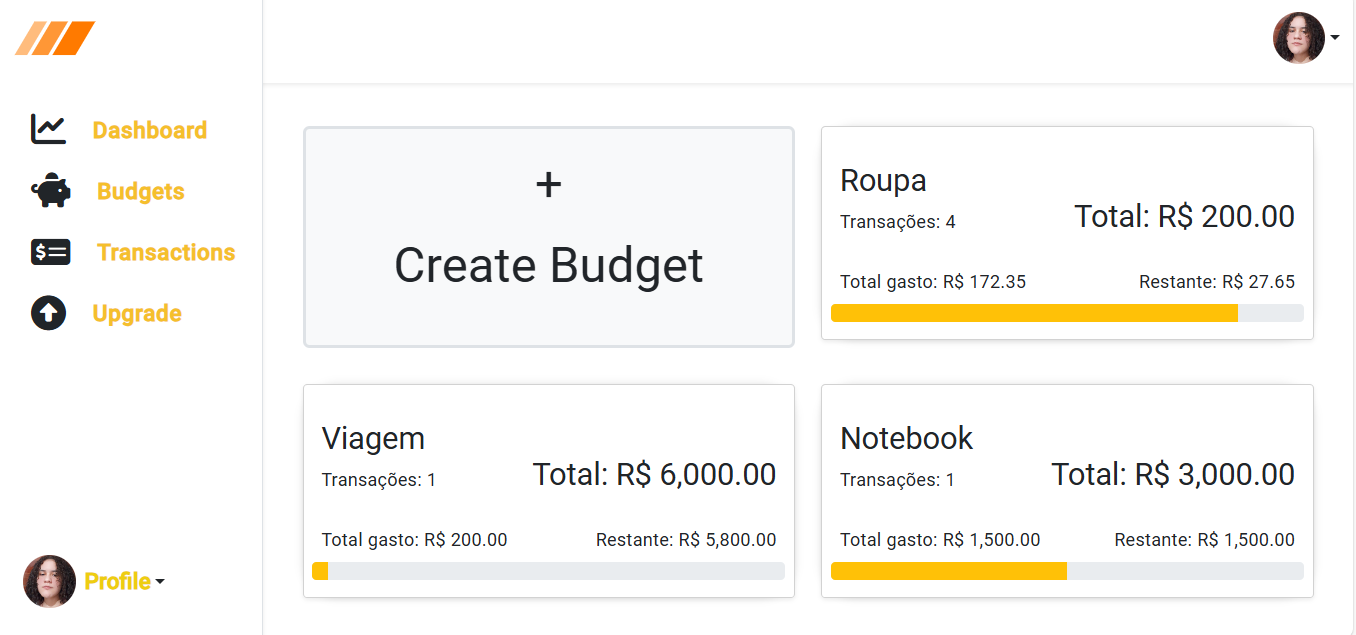 Dashboard
Budgets
Transactions
Upgrade
Profile
+
Create Budget
Roupa
Transações: 4
Total: R$ 200.00
Total gasto: R$ 172.35
Restante: R$ 27.65
Viagem
Transações: 1
Total: R$ 6,000.00
Total gasto: R$ 200.00
Restante: R$ 5,800.00
Notebook
Transações: 1
Total: R$ 3,000.00
Total gasto: R$ 1,500.00
Restante: R$ 1,500.00